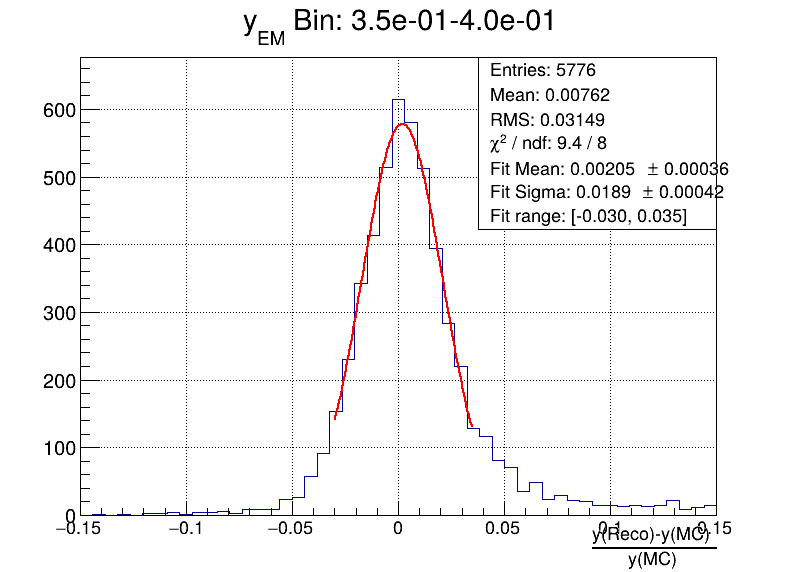 y_EM Bin: 3.5e-01-4.0e-01
Entries: 5776
Mean: 0.00762
RMS: 0.03149
χ² / ndf: 9.4 / 8
Fit Mean: 0.00205 ± 0.00036
Fit Sigma: 0.0189 ± 0.00042
Fit range: [-0.030, 0.035]
600
500
400
300
200
100
0
−0.15 −0.1 −0.05 0 0.05 0.1 0.15
y(Reco)-y(MC)
y(MC)